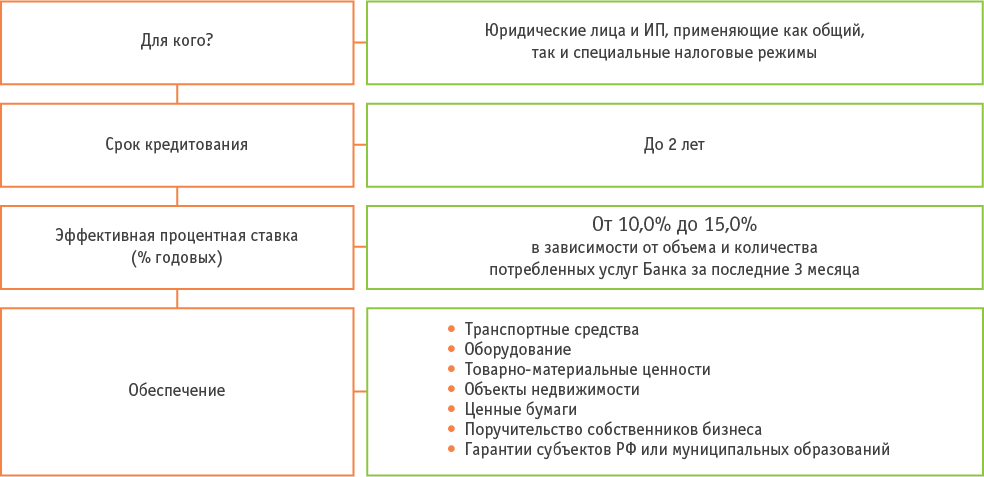 Для кого?
Юридические лица и ИП, применяющие как общий,
так и специальные налоговые режимы
Срок кредитования
До 2 лет
Эффективная процентная ставка
(% годовых)
От 10,0% до 15,0%
в зависимости от объема и количества
потребленных услуг Банка за последние 3 месяца
Обеспечение
• Транспортные средства
• Оборудование
• Товарно-материальные ценности
• Объекты недвижимости
• Ценные бумаги
• Поручительство собственников бизнеса
• Гарантии субъектов РФ или муниципальных образований